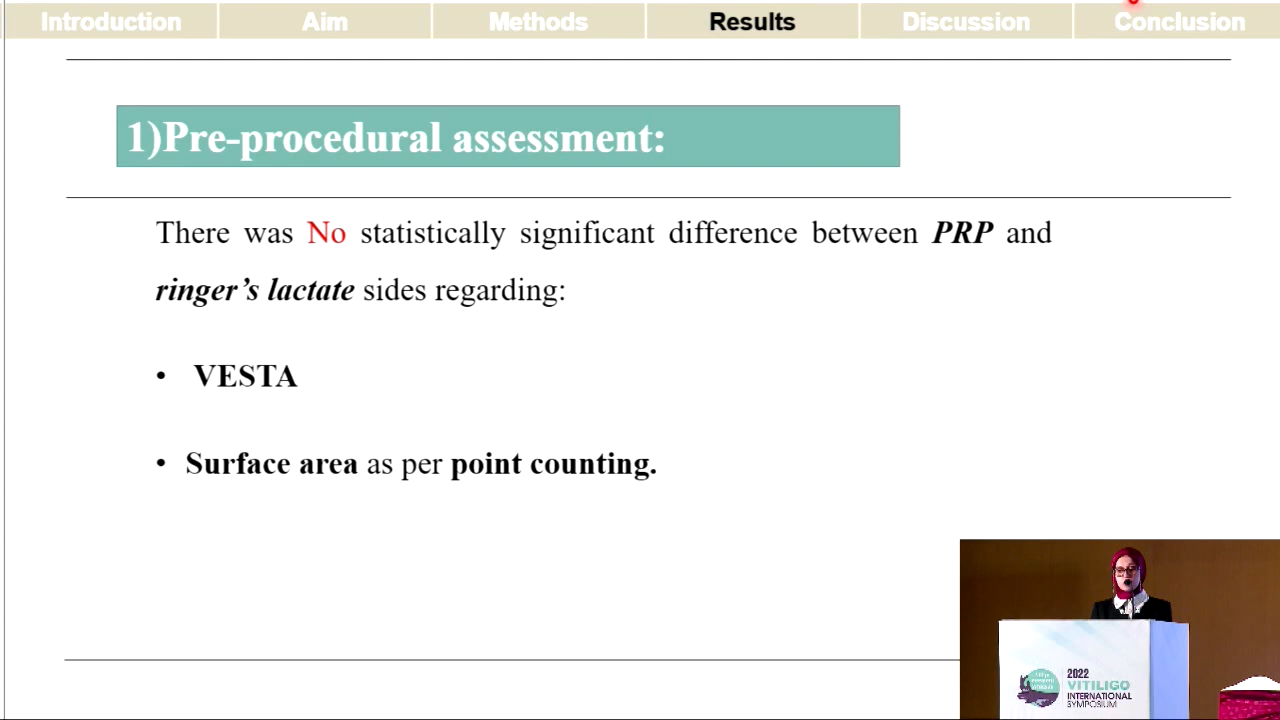 Introduction Aim Methods Results Discussion Conclusion
1)Pre-procedural assessment:
There was No statistically significant difference between PRP and
ringer’s lactate sides regarding:
• VESTA
• Surface area as per point counting.
2022
VITILIGO
INTERNATIONAL
SYMPOSIUM